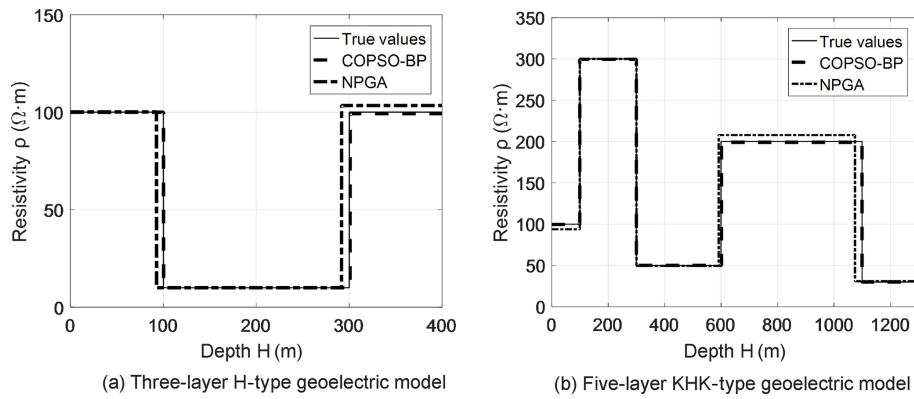 150
100
50
0
0
100
200
300
400
Resistivity ρ (Ω·m)
Depth H (m)
True values
COPSO-BP
NPGA
(a) Three-layer H-type geoelectric model
350
300
250
200
150
100
50
0
0
200
400
600
800
1000
1200
Resistivity ρ (Ω·m)
Depth H (m)
True values
COPSO-BP
NPGA
(b) Five-layer KHK-type geoelectric model